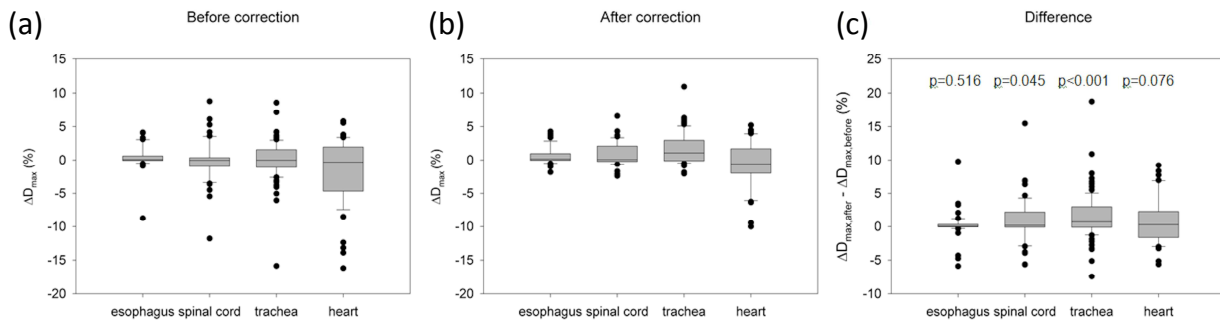 (a)
Before correction
ΔDmax (%)
15
10
5
0
-5
-10
-15
-20
esophagus spinal cord trachea heart
(b)
After correction
ΔDmax (%)
15
10
5
0
-5
-10
-15
-20
esophagus spinal cord trachea heart
(c)
Difference
ΔDmax,after - ΔDmax,before (%)
25
20
15
10
5
0
-5
-10
p=0.516 p=0.045 p<0.001 p=0.076
esophagus spinal cord trachea heart